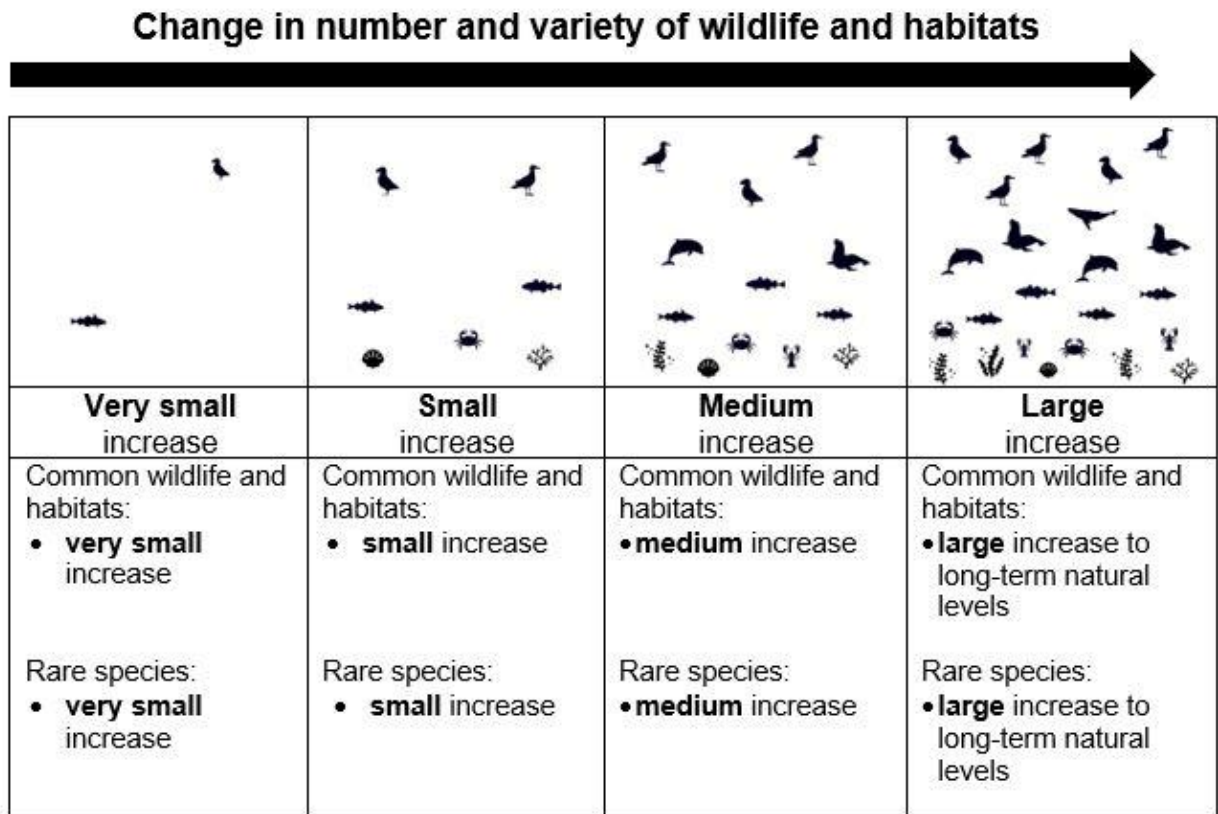 Change in number and variety of wildlife and habitats
Very small
increase
Small
increase
Medium
increase
Large
increase
Common wildlife and
habitats:
• very small
increase
Rare species:
• very small
increase
Common wildlife and
habitats:
• small increase
Rare species:
• small increase
Common wildlife and
habitats:
• medium increase
Rare species:
• medium increase
Common wildlife and
habitats:
• large increase to
long-term natural
levels
Rare species:
• large increase to
long-term natural
levels